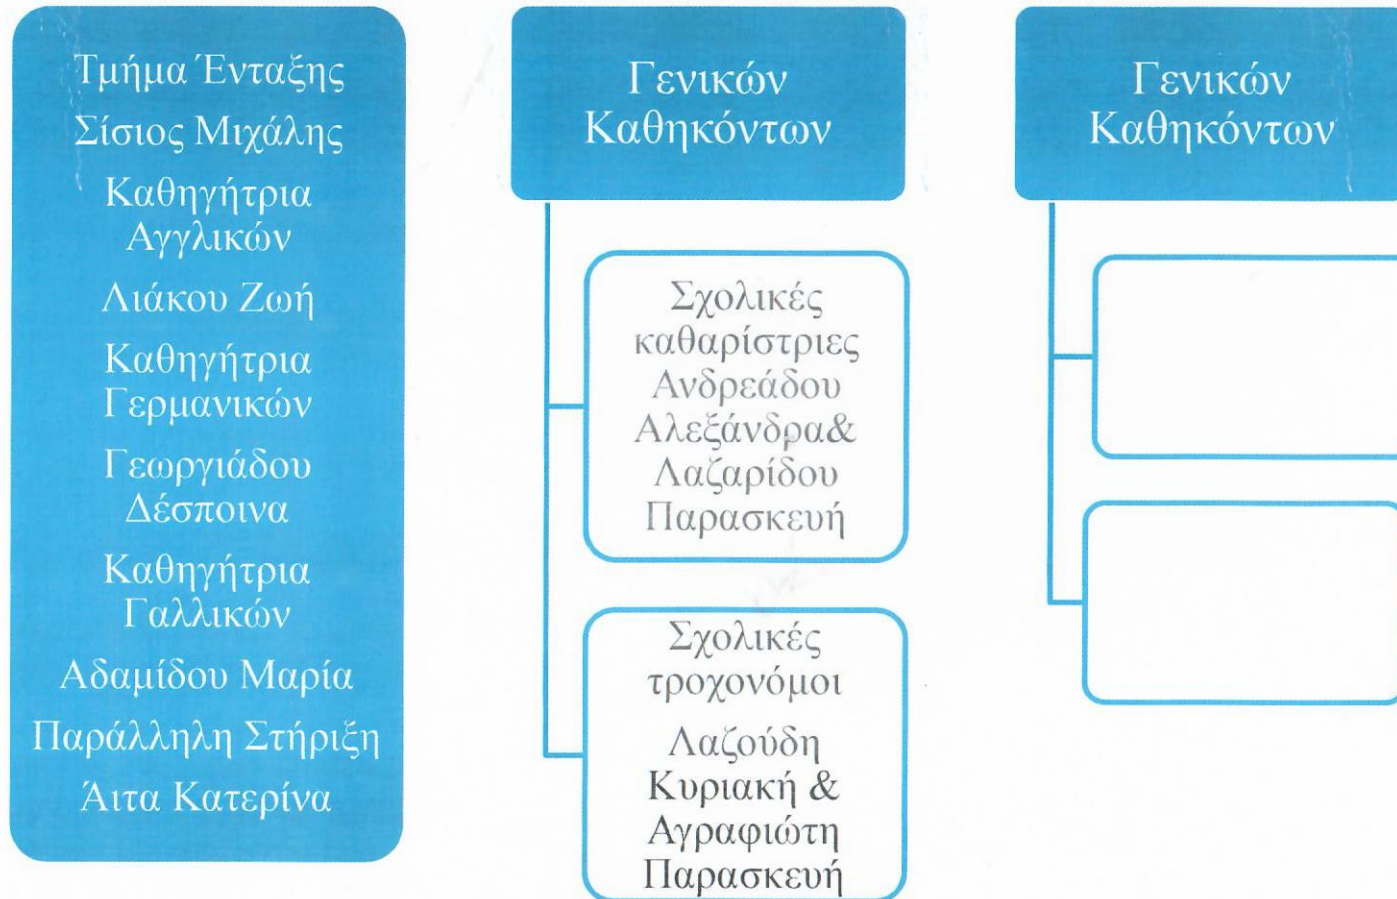 Τμήμα Ένταξης
Σίσιος Μιχάλης
Καθηγήτρια
Αγγλικών
Λιάκου Ζωή
Καθηγήτρια
Γερμανικών
Γεωργιάδου
Δέσποινα
Καθηγήτρια
Γαλλικών
Αδαμίδου Μαρία
Παράλληλη Στήριξη
Άιτα Κατερίνα
Γενικών
Καθηκόντων
Σχολικές
καθαρίστριες
Ανδρεάδου
Αλεξάνδρα&
Λαζαρίδου
Παρασκευή
Σχολικές
τροχονόμοι
Λαζούδη
Κυριακή &
Αγραφιώτη
Παρασκευή
Γενικών
Καθηκόντων